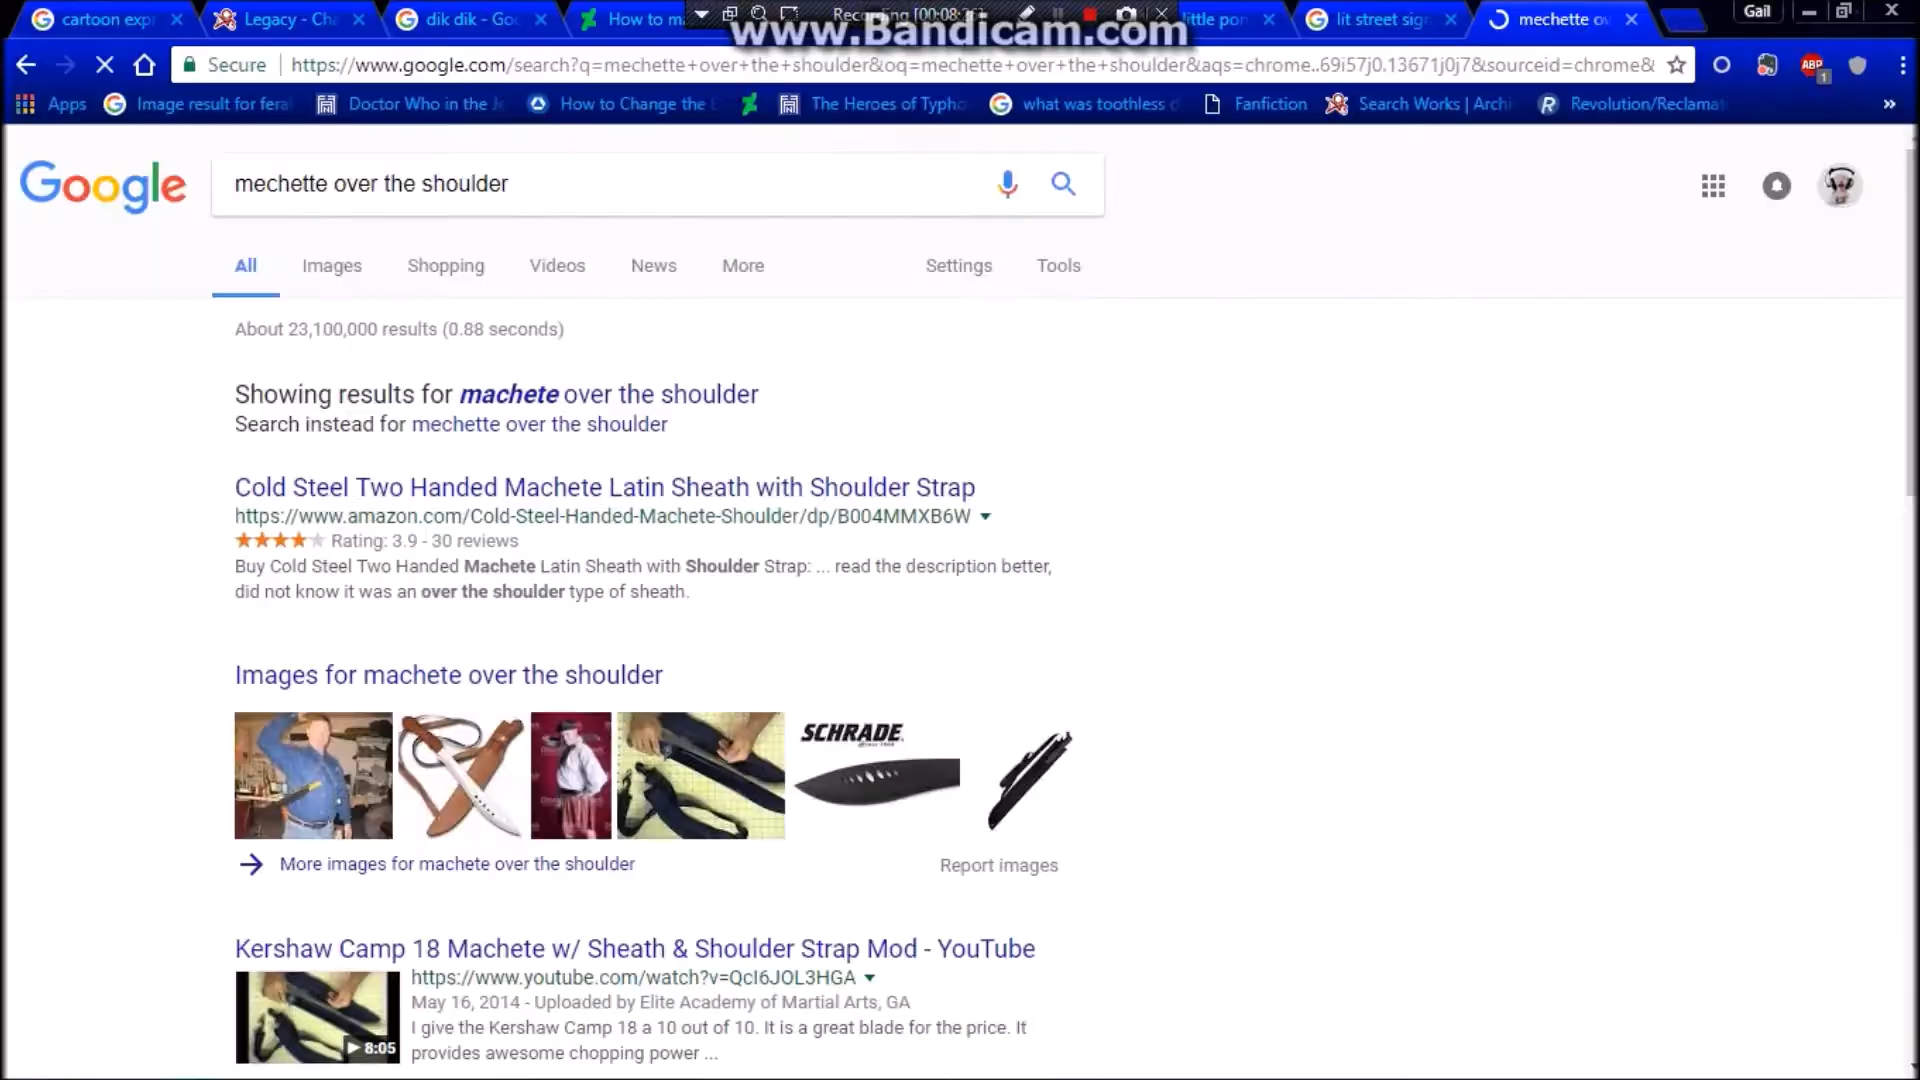 cartoon exp
Legacy - Cha
dik dik - Goo
How to m
Recording [00:08:
little por
lit street sig
mechette o
Gail
www.Bandicam.com
Secure
https://www.google.com/search?q=mechette+over+the+shoulder&oq=mechette+over+the+shoulder&aqs=chrome..69i57j0.13671j0j7&sourceid=chrome&
ABP
1
Apps
Image result for fera
Doctor Who in the
How to Change the
The Heroes of Typho
what was toothless
Fanfiction
Search Works | Archi
Revolution/Reclama
Google
mechette over the shoulder
All
Images
Shopping
Videos
News
More
Settings
Tools
About 23,100,000 results (0.88 seconds)
Showing results for machete over the shoulder
Search instead for mechette over the shoulder
Cold Steel Two Handed Machete Latin Sheath with Shoulder Strap
https://www.amazon.com/Cold-Steel-Handed-Machete-Shoulder/dp/B004MMXB6W
Rating: 3.9 - 30 reviews
Buy Cold Steel Two Handed Machete Latin Sheath with Shoulder Strap: ... read the description better,
did not know it was an over the shoulder type of sheath.
Images for machete over the shoulder
SCHRADE
More images for machete over the shoulder
Report images
Kershaw Camp 18 Machete w/ Sheath & Shoulder Strap Mod - YouTube
https://www.youtube.com/watch?v=QcI6JOL3HGA
May 16, 2014 - Uploaded by Elite Academy of Martial Arts, GA
I give the Kershaw Camp 18 a 10 out of 10. It is a great blade for the price. It
provides awesome chopping power ...
8:05